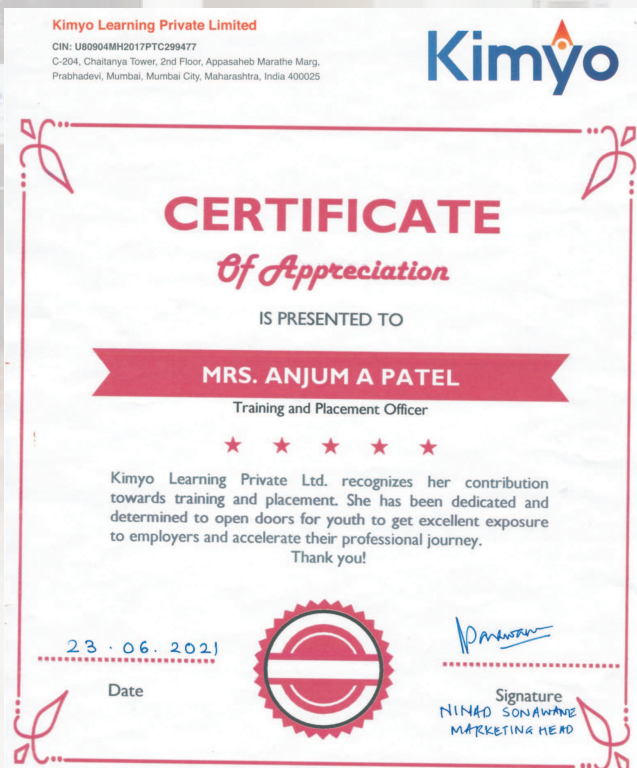 Kimyo Learning Private Limited
CIN: U80904MH2017PTC299477
C-204, Chaitanya Tower, 2nd Floor, Appasaheb Marathe Marg,
Prabhadevi, Mumbai, Mumbai City, Maharashtra, India 400025
Kimyo
CERTIFICATE
Of Appreciation
IS PRESENTED TO
MRS. ANJUM A PATEL
Training and Placement Officer
Kimyo Learning Private Ltd. recognizes her contribution
towards training and placement. She has been dedicated and
determined to open doors for youth to get excellent exposure
to employers and accelerate their professional journey.
Thank you!
23.06.2021
Date
Signature
NINAD SONAWANE
MARKETING HEAD